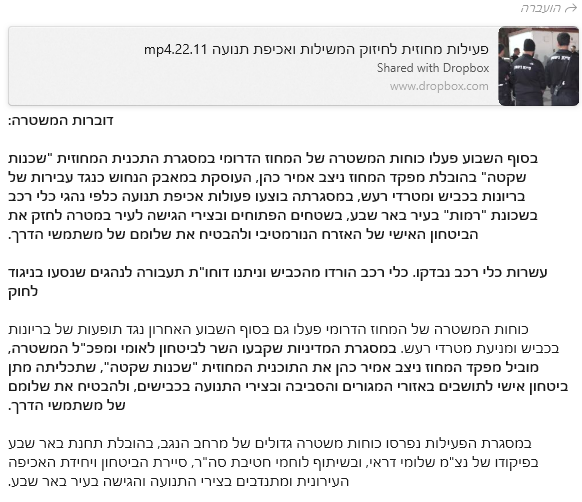 הועברה
פעילות מחוזית לחיזוק המשילות ואכיפת תנועה 22.11.mp4
Shared with Dropbox
www.dropbox.com
דוברות המשטרה:
בסוף השבוע פעלו כוחות המשטרה של המחוז הדרומי במסגרת התכנית המחוזית "שכנות
שקטה" בהובלת מפקד המחוז ניצב אמיר כהן, העוסקת במאבק הנחוש כנגד עבירות של
בריונות בכביש ומטרדי רעש, במסגרתה בוצעו פעולות אכיפת תנועה כלפי נהגי כלי רכב
בשכונת "רמות" בעיר באר שבע, בשטחים הפתוחים ובצירי הגישה לעיר במטרה לחזק את
הביטחון האישי של האזרח הנורמטיבי ולהבטיח את שלומם של משתמשי הדרך.
עשרות כלי רכב נבדקו. כלי רכב הורדו מהכביש וניתנו דוחו"ת תעבורה לנהגים שנסעו בניגוד
לחוק
כוחות המשטרה של המחוז הדרומי פעלו גם בסוף השבוע האחרון נגד תופעות של בריונות
בכביש ומניעת מטרדי רעש. במסגרת המדיניות שקבעו השר לביטחון לאומי ומפכ"ל המשטרה,
מוביל מפקד המחוז ניצב אמיר כהן את התוכנית המחוזית "שכנות שקטה", שתכליתה מתן
ביטחון אישי לתושבים באזורי המגורים והסביבה ובצירי התנועה בכבישים, ולהבטיח את שלומם
של משתמשי הדרך.
במסגרת הפעילות נפרסו כוחות משטרה גדולים של מרחב הנגב, בהובלת תחנת באר שבע
בפיקודו של נצ"מ שלומי דראי, ובשיתוף לוחמי חטיבת סה"ר, סיירת הביטחון ויחידת האכיפה
העירונית ומתנדבים בצירי התנועה והגישה בעיר באר שבע.